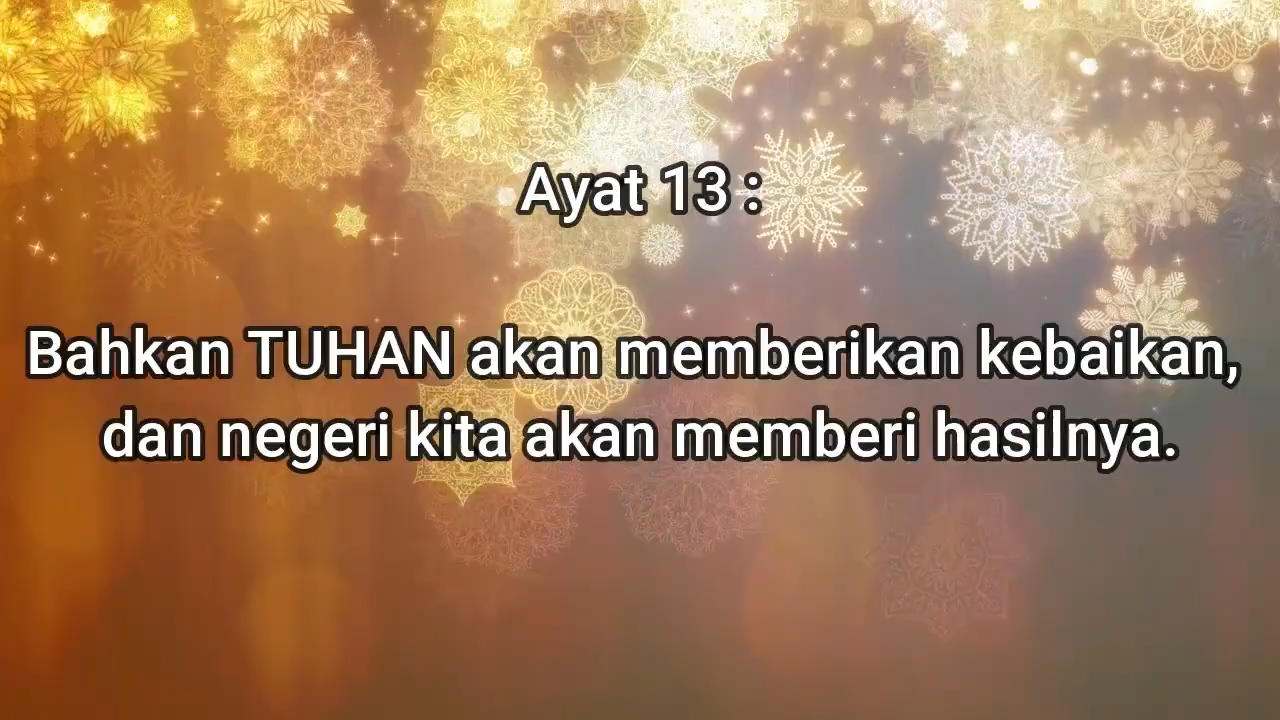 Ayat 13 :
Bahkan TUHAN akan memberikan kebaikan,
dan negeri kita akan memberi hasilnya.